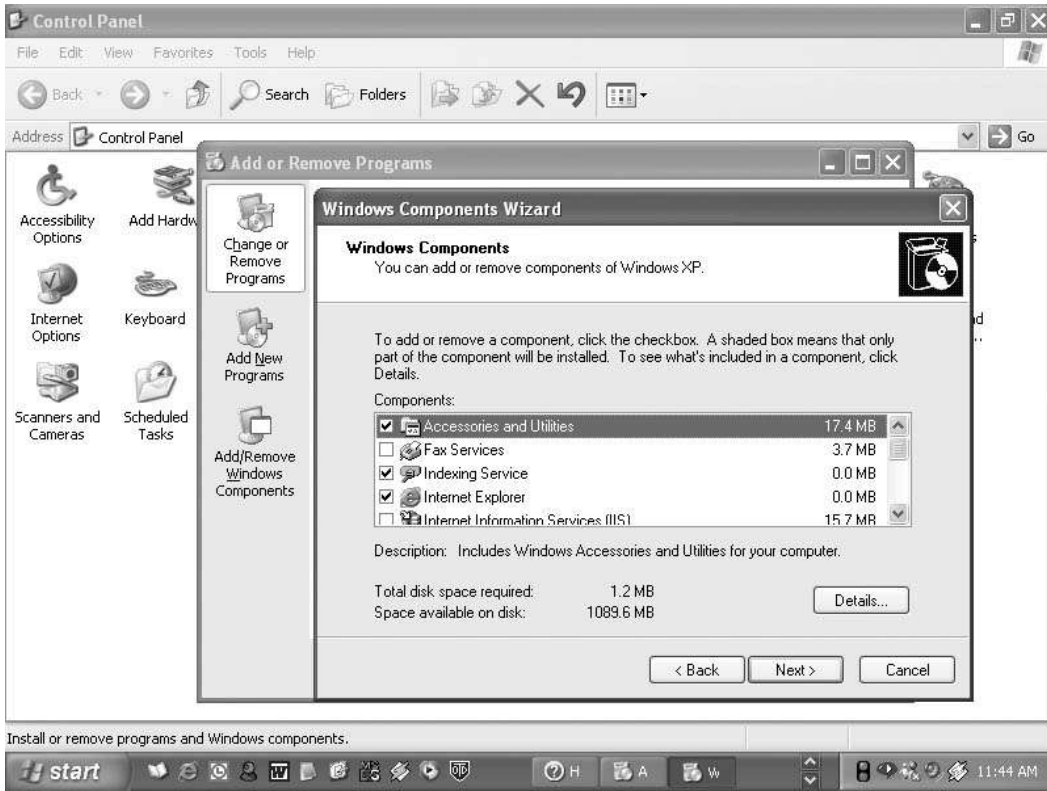 Control Panel
File Edit View Favorites Tools Help
Back Search Folders
Address Control Panel Go
Accessibility
Options
Add Hardw
Internet
Options
Keyboard
Scanners and
Cameras
Scheduled
Tasks
Add or Remove Programs
Change or
Remove
Programs
Add New
Programs
Add/Remove
Windows
Components
Windows Components Wizard
Windows Components
You can add or remove components of Windows XP.
To add or remove a component, click the checkbox. A shaded box means that only
part of the component will be installed. To see what's included in a component, click
Details.
Components:
Accessories and Utilities 17.4 MB
Fax Services 3.7 MB
Indexing Service 0.0 MB
Internet Explorer 0.0 MB
Internet Information Services (IIS) 15.7 MB
Description: Includes Windows Accessories and Utilities for your computer.
Total disk space required: 1.2 MB
Space available on disk: 1089.6 MB
Details...
< Back Next > Cancel
Install or remove programs and Windows components.
start H A W 11:44 AM